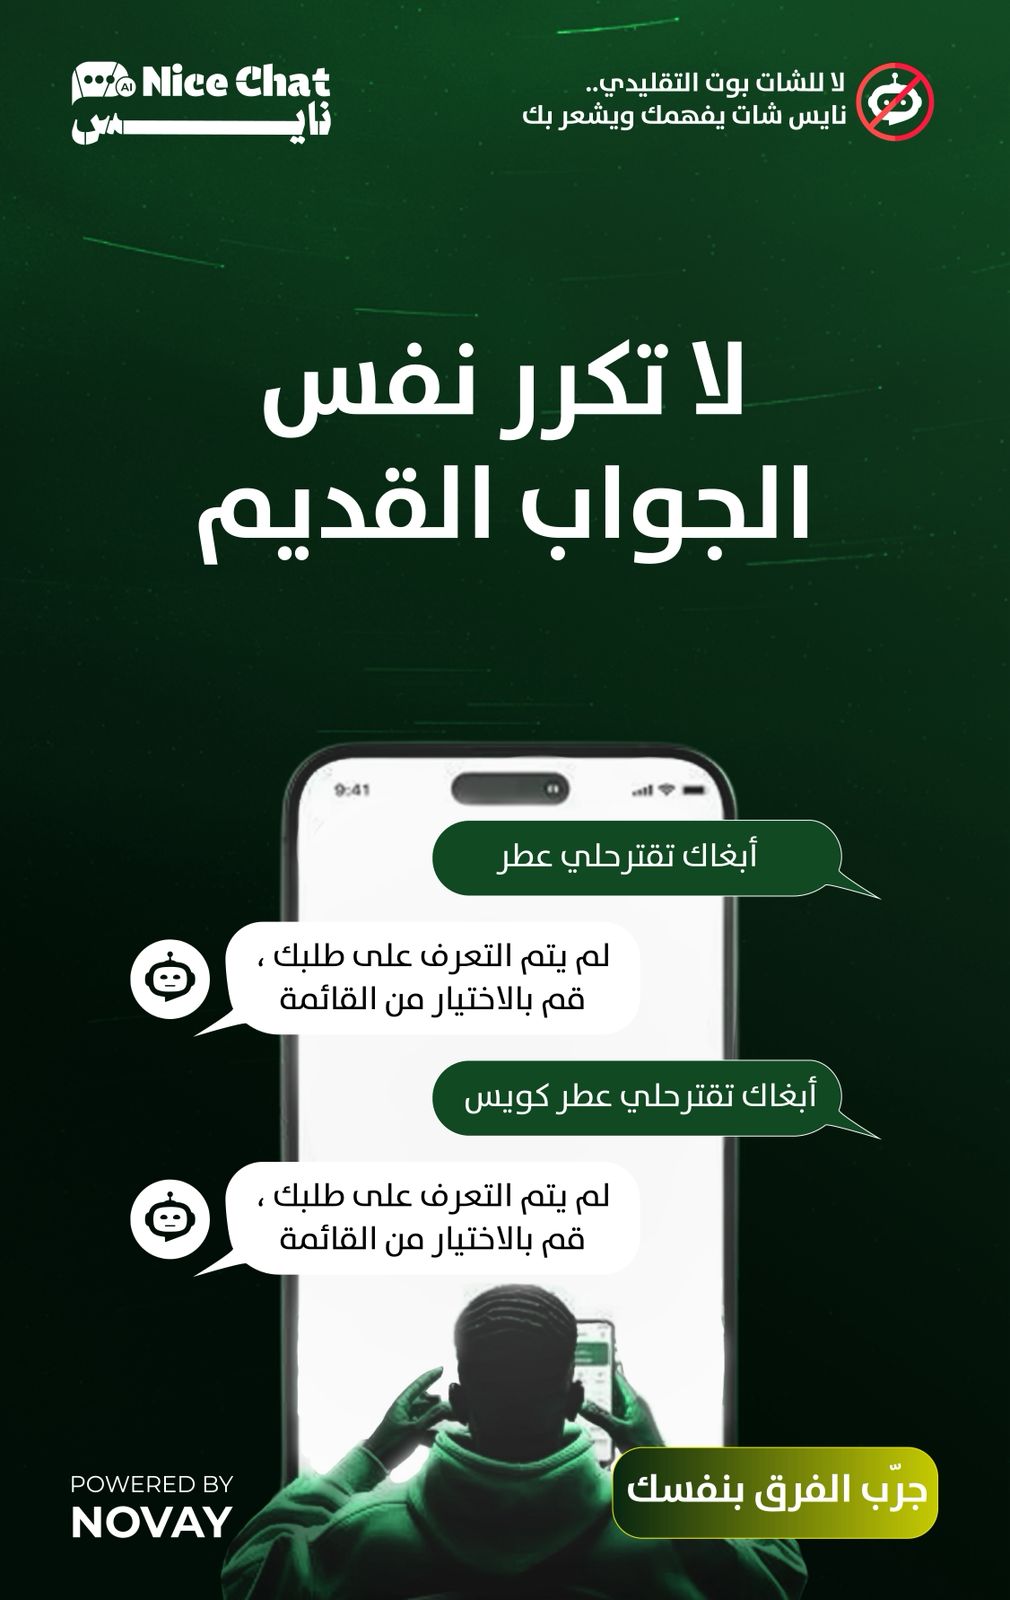 لا للشات بوت التقليدي..
نايس شات يفهمك ويشعر بك
AI Nice Chat
نايس
لا تكرر نفس
الجواب القديم
9:41
أبغاك تقترحلي عطر
لم يتم التعرف على طلبك ،
قم بالاختيار من القائمة
أبغاك تقترحلي عطر كويس
لم يتم التعرف على طلبك ،
قم بالاختيار من القائمة
جرّب الفرق بنفسك
POWERED BY
NOVAY